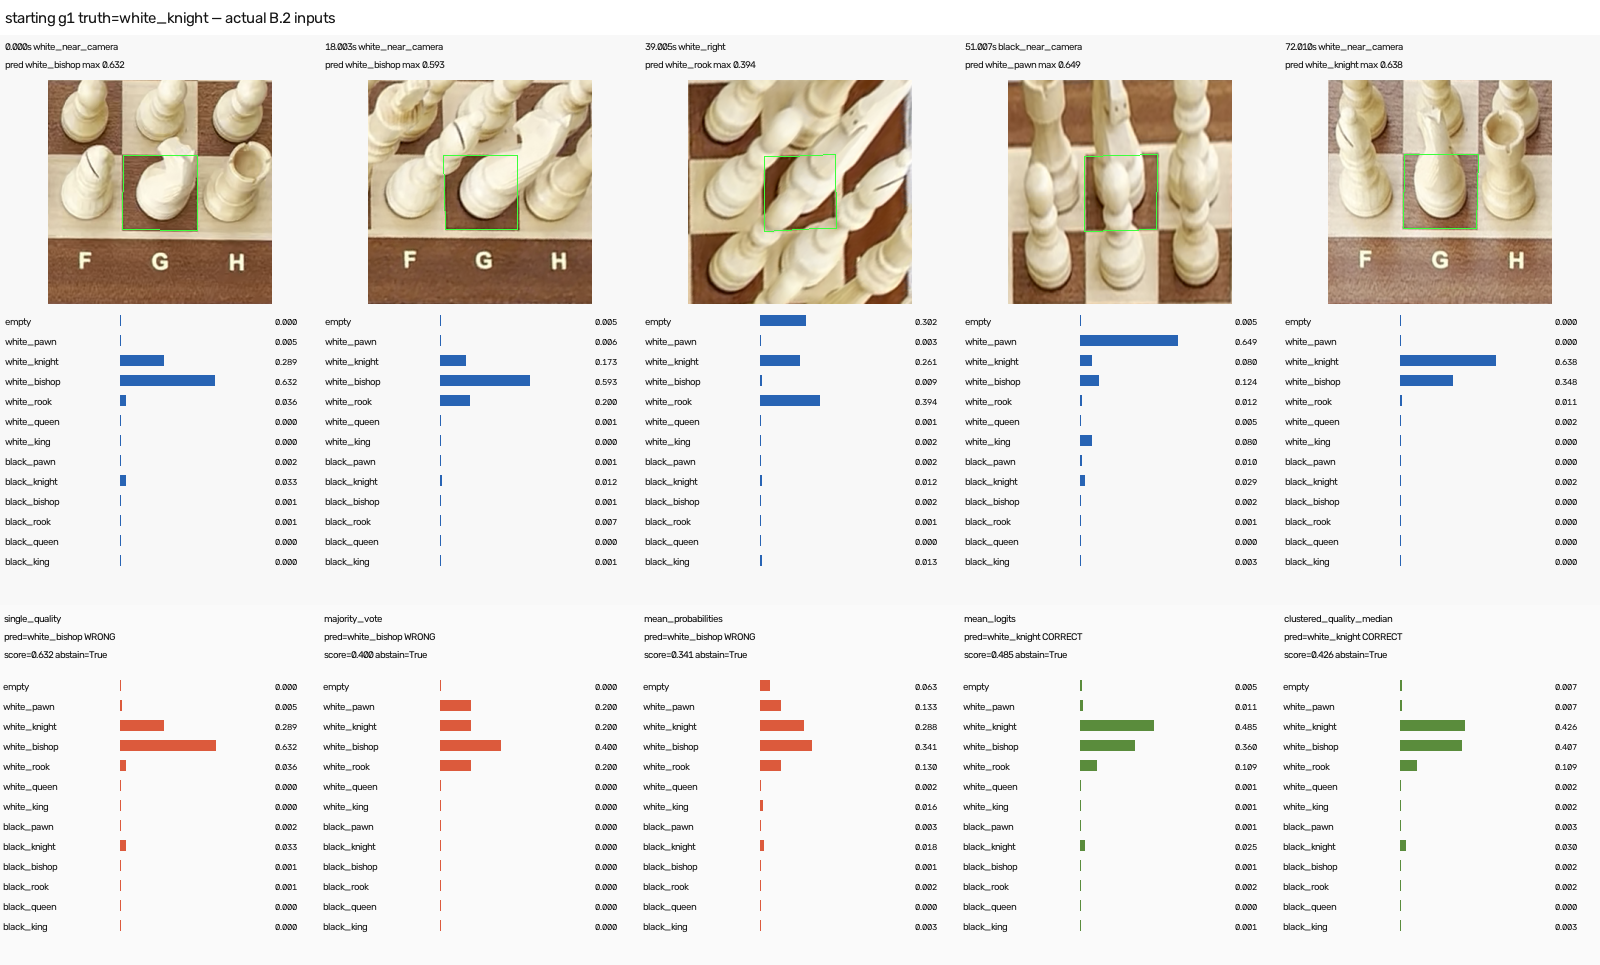 starting g1 truth=white_knight — actual B.2 inputs
0.000s white_near_camera
pred white_bishop max 0.632
F G H
empty 0.000
white_pawn 0.005
white_knight 0.289
white_bishop 0.632
white_rook 0.036
white_queen 0.000
white_king 0.000
black_pawn 0.002
black_knight 0.033
black_bishop 0.001
black_rook 0.001
black_queen 0.000
black_king 0.000
18.003s white_near_camera
pred white_bishop max 0.593
F G H
empty 0.005
white_pawn 0.006
white_knight 0.173
white_bishop 0.593
white_rook 0.200
white_queen 0.001
white_king 0.000
black_pawn 0.001
black_knight 0.012
black_bishop 0.001
black_rook 0.007
black_queen 0.000
black_king 0.001
39.005s white_right
pred white_rook max 0.394
empty 0.302
white_pawn 0.003
white_knight 0.261
white_bishop 0.009
white_rook 0.394
white_queen 0.001
white_king 0.002
black_pawn 0.002
black_knight 0.012
black_bishop 0.002
black_rook 0.001
black_queen 0.000
black_king 0.013
51.007s black_near_camera
pred white_pawn max 0.649
empty 0.005
white_pawn 0.649
white_knight 0.080
white_bishop 0.124
white_rook 0.012
white_queen 0.005
white_king 0.080
black_pawn 0.010
black_knight 0.029
black_bishop 0.002
black_rook 0.001
black_queen 0.000
black_king 0.003
72.010s white_near_camera
pred white_knight max 0.638
F G H
empty 0.000
white_pawn 0.000
white_knight 0.638
white_bishop 0.348
white_rook 0.011
white_queen 0.002
white_king 0.000
black_pawn 0.000
black_knight 0.002
black_bishop 0.000
black_rook 0.000
black_queen 0.000
black_king 0.000
single_quality
pred=white_bishop WRONG
score=0.632 abstain=True
empty 0.000
white_pawn 0.005
white_knight 0.289
white_bishop 0.632
white_rook 0.036
white_queen 0.000
white_king 0.000
black_pawn 0.002
black_knight 0.033
black_bishop 0.001
black_rook 0.001
black_queen 0.000
black_king 0.000
majority_vote
pred=white_bishop WRONG
score=0.400 abstain=True
empty 0.000
white_pawn 0.200
white_knight 0.200
white_bishop 0.400
white_rook 0.200
white_queen 0.000
white_king 0.000
black_pawn 0.000
black_knight 0.000
black_bishop 0.000
black_rook 0.000
black_queen 0.000
black_king 0.000
mean_probabilities
pred=white_bishop WRONG
score=0.341 abstain=True
empty 0.063
white_pawn 0.133
white_knight 0.288
white_bishop 0.341
white_rook 0.130
white_queen 0.002
white_king 0.016
black_pawn 0.003
black_knight 0.018
black_bishop 0.001
black_rook 0.002
black_queen 0.000
black_king 0.003
mean_logits
pred=white_knight CORRECT
score=0.485 abstain=True
empty 0.005
white_pawn 0.011
white_knight 0.485
white_bishop 0.360
white_rook 0.109
white_queen 0.001
white_king 0.001
black_pawn 0.001
black_knight 0.025
black_bishop 0.001
black_rook 0.002
black_queen 0.000
black_king 0.001
clustered_quality_median
pred=white_knight CORRECT
score=0.426 abstain=True
empty 0.007
white_pawn 0.007
white_knight 0.426
white_bishop 0.407
white_rook 0.109
white_queen 0.002
white_king 0.002
black_pawn 0.003
black_knight 0.030
black_bishop 0.002
black_rook 0.002
black_queen 0.000
black_king 0.003